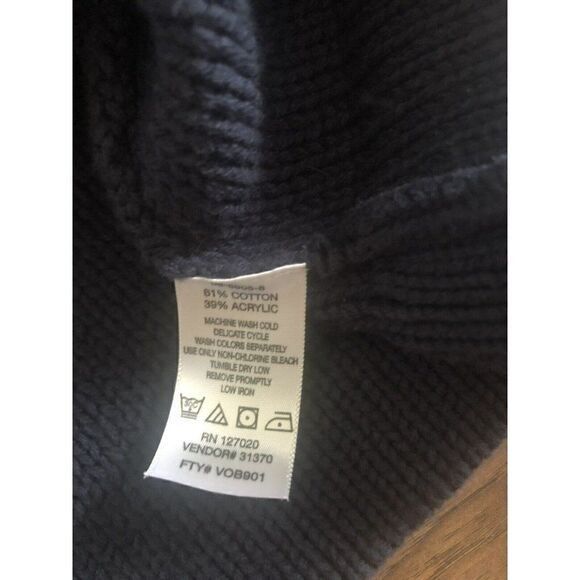 61% COTTON
39% ACRYLIC
MACHINE WASH COLD
DELICATE CYCLE
WASH COLORS SEPARATELY
USE ONLY NON-CHLORINE BLEACH
TUMBLE DRY LOW
REMOVE PROMPTLY
LOW IRON
30C
RN 127020
VENDOR# 31370
FTY# VOB901